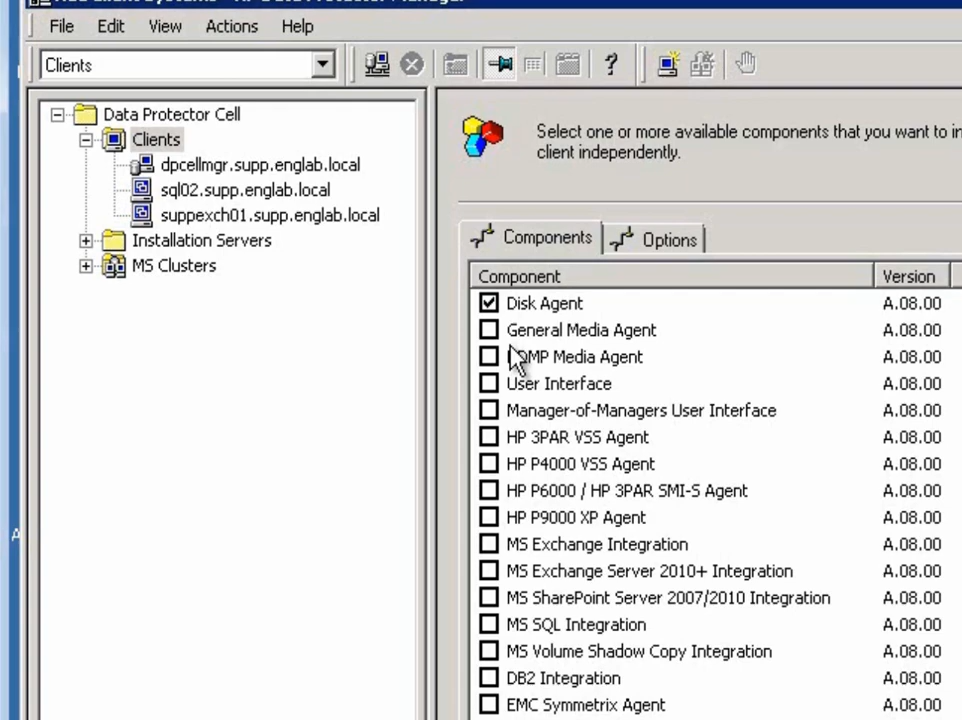 File Edit View Actions Help
Clients
Data Protector Cell
Clients
dpcellmgr.supp.englab.local
sql02.supp.englab.local
suppexch01.supp.englab.local
Installation Servers
MS Clusters
Select one or more available components that you want to in
client independently.
Components Options
Component Version
Disk Agent A.08.00
General Media Agent A.08.00
Media Agent A.08.00
User Interface A.08.00
Manager-of-Managers User Interface A.08.00
HP 3PAR VSS Agent A.08.00
HP P4000 VSS Agent A.08.00
HP P6000 / HP 3PAR SMI-S Agent A.08.00
HP P9000 XP Agent A.08.00
MS Exchange Integration A.08.00
MS Exchange Server 2010+ Integration A.08.00
MS SharePoint Server 2007/2010 Integration A.08.00
MS SQL Integration A.08.00
MS Volume Shadow Copy Integration A.08.00
DB2 Integration A.08.00
EMC Symmetrix Agent A.08.00